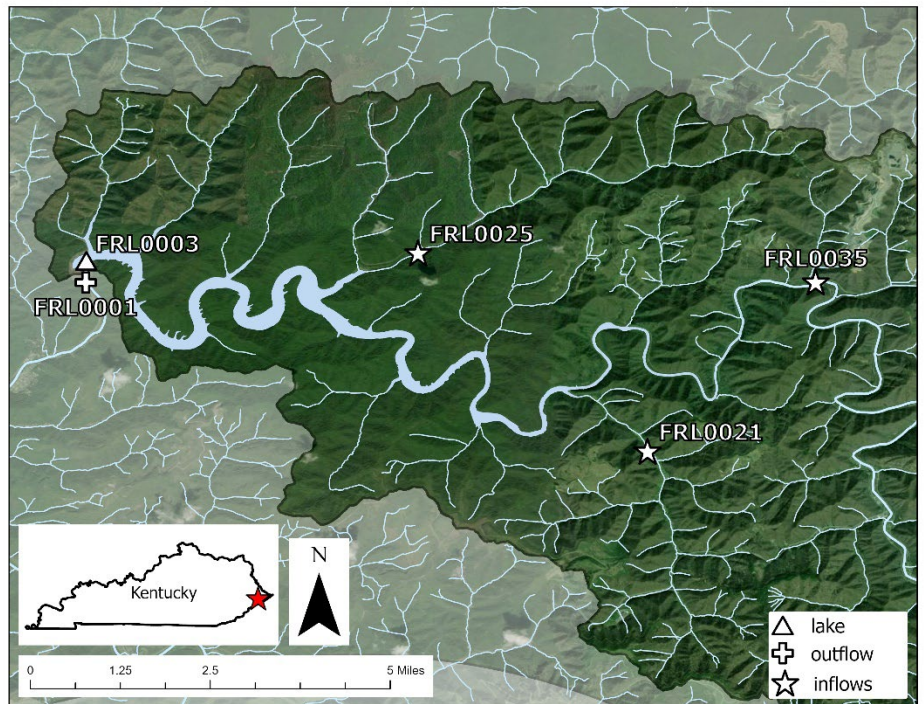 FRL0003
FRL0025
FRL0035
FRL0001
FRL0021
Kentucky
N
0 1.25 2.5 5 Miles
lake
outflow
inflows